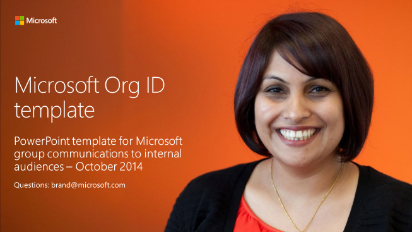 Microsoft
Microsoft Org ID
template
PowerPoint template for Microsoft
group communications to internal
audiences – October 2014
Questions: brand@microsoft.com